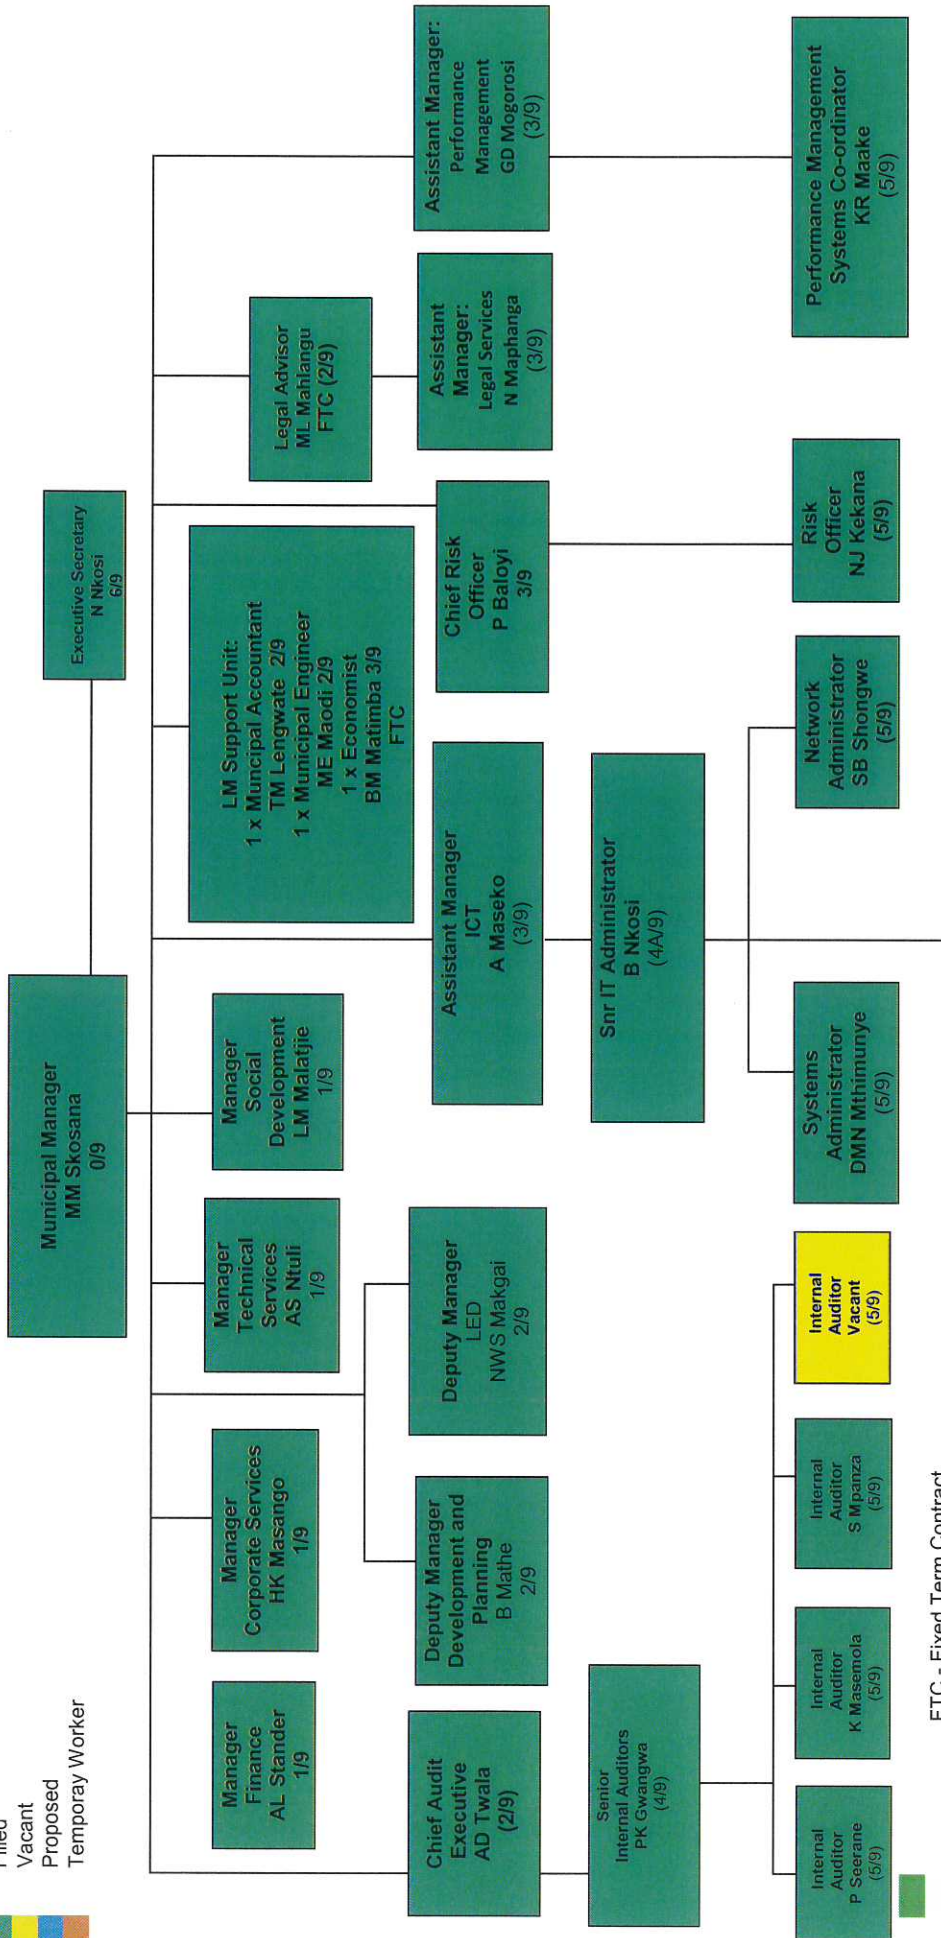 Filled
Vacant
Proposed
Temporay Worker
Municipal Manager
MM Skosana
0/9
Executive Secretary
N Nkosi
6/9
Manager
Finance
AL Stander
1/9
Manager
Corporate Services
HK Masango
1/9
Manager
Technical
Services
AS Ntuli
1/9
Manager
Social
Development
LM Malatjie
1/9
LM Support Unit:
1 x Muncipal Accountant
TM Lengwate 2/9
1 x Municipal Engineer
ME Maodi 2/9
1 x Economist
BM Matimba 3/9
FTC
Legal Advisor
ML Mahlangu
FTC (2/9)
Chief Audit
Executive
AD Twala
(2/9)
Deputy Manager
Development and
Planning
B Mathe
2/9
Deputy Manager
LED
NWS Makgai
2/9
Assistant Manager
ICT
A Maseko
(3/9)
Chief Risk
Officer
P Baloyi
3/9
Assistant
Manager:
Legal Services
N Maphanga
(3/9)
Assistant Manager:
Performance
Management
GD Mogorosi
(3/9)
Senior
Internal Auditors
PK Gwangwa
(4/9)
Snr IT Administrator
B Nkosi
(4A/9)
Internal
Auditor
P Seerane
(5/9)
Internal
Auditor
K Masemola
(5/9)
Internal
Auditor
S Mpanza
(5/9)
Internal
Auditor
Vacant
(5/9)
Systems
Administrator
DMN Mthimunye
(5/9)
Network
Administrator
SB Shongwe
(5/9)
Risk
Officer
NJ Kekana
(5/9)
Performance Management
Systems Co-ordinator
KR Maake
(5/9)
FTC - Fixed Term Contract